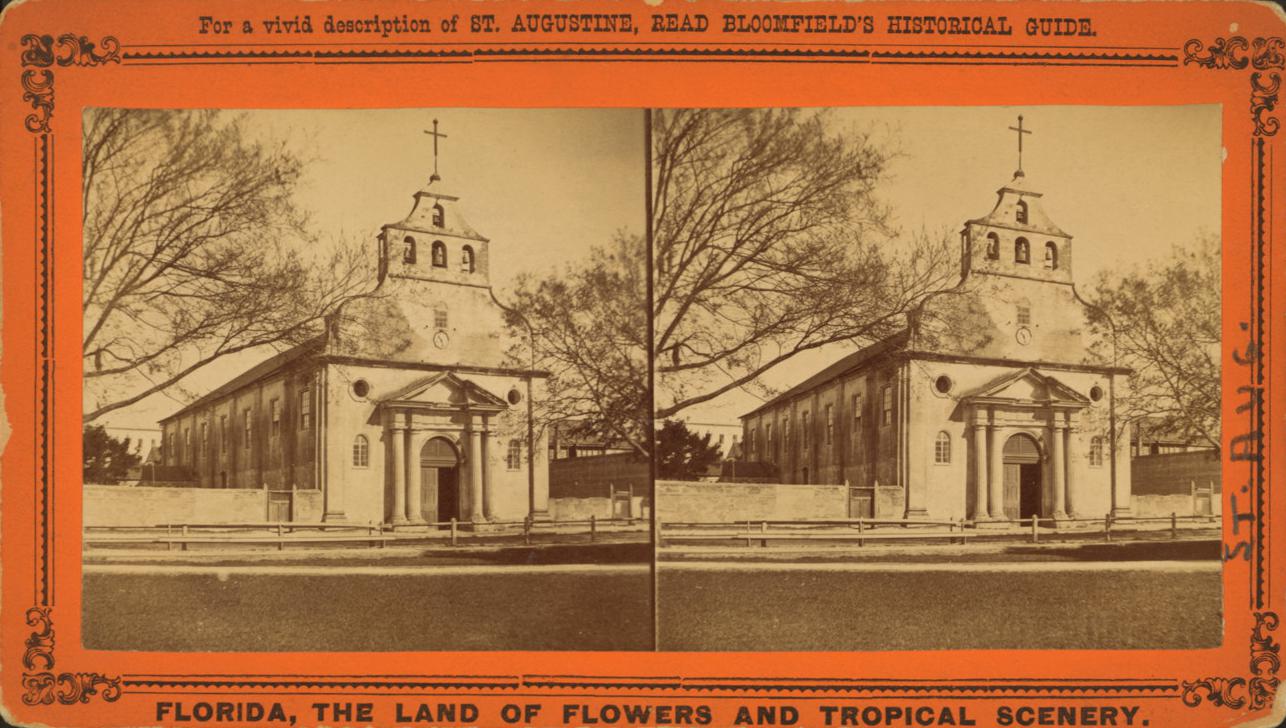 For a vivid description of ST. AUGUSTINE, READ BLOOMFIELD'S HISTORICAL GUIDE.
ST. AUG.
FLORIDA, THE LAND OF FLOWERS AND TROPICAL SCENERY.